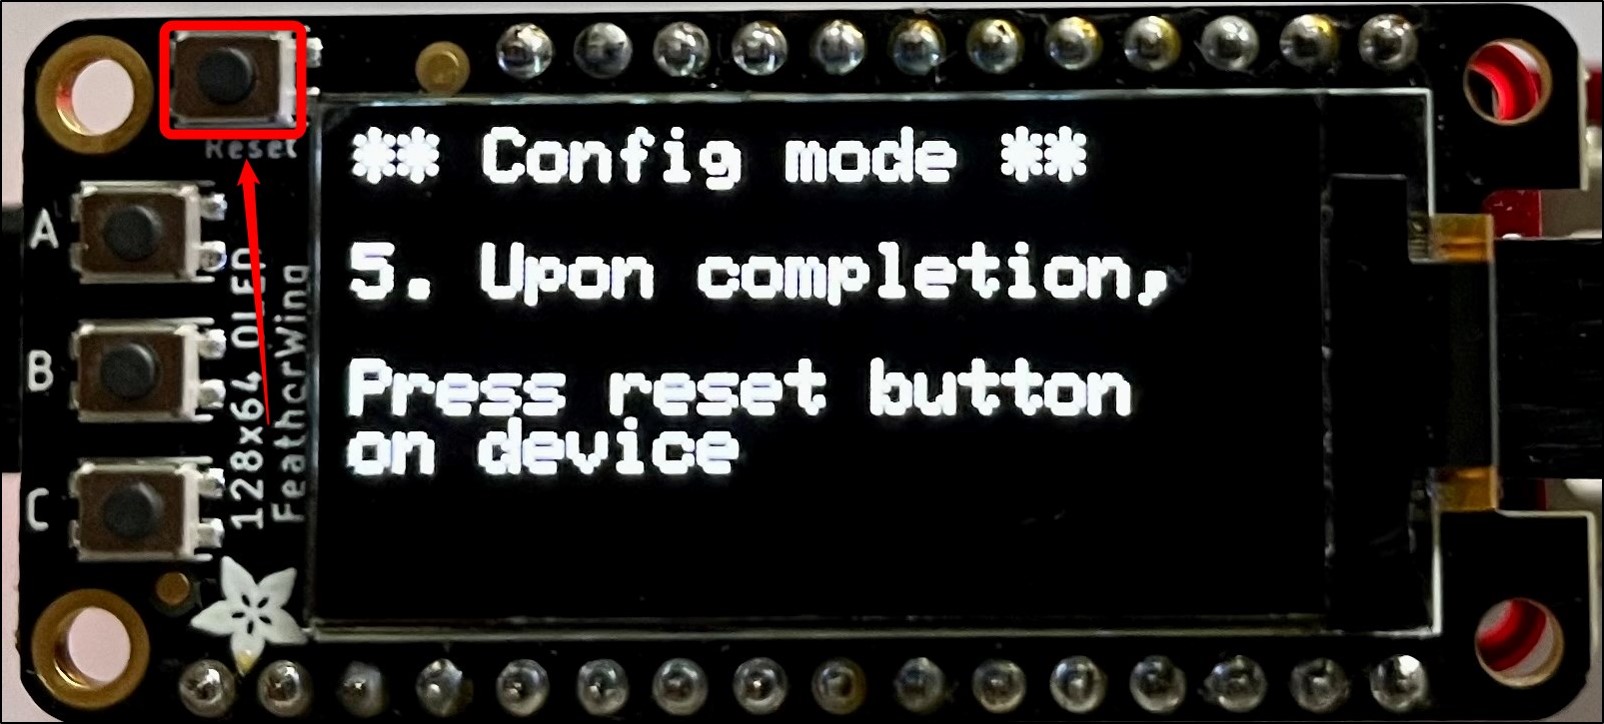 Reset
** Config mode **
5. Upon completion,
Press reset button
on device
A
B
C
128x64 OLED
FeatherWing